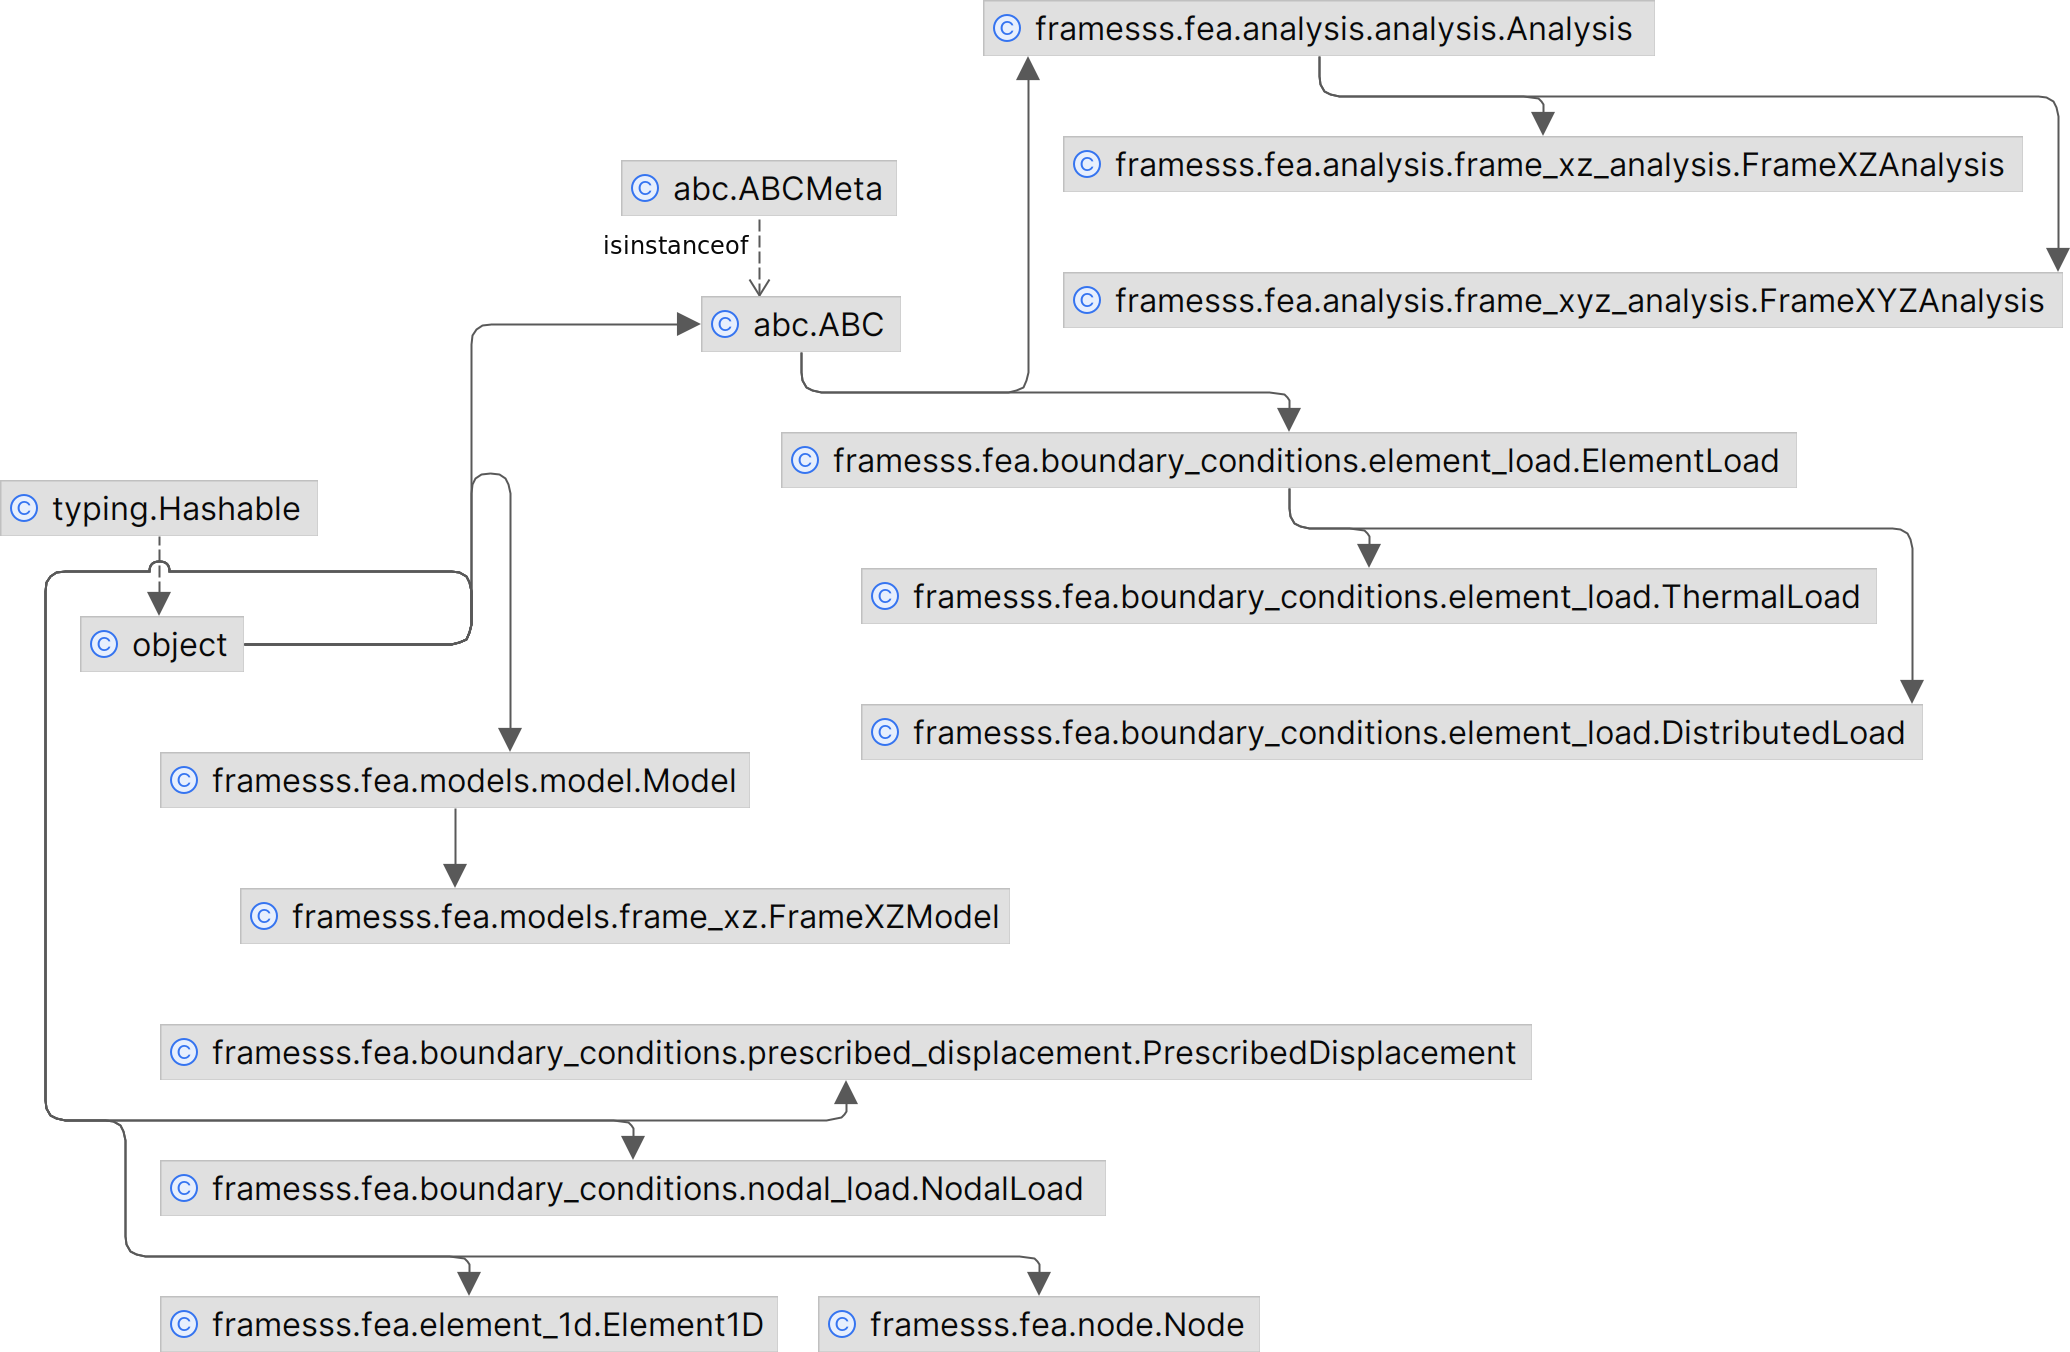 framesss.fea.analysis.analysis.Analysis
framesss.fea.analysis.frame_xz_analysis.FrameXZAnalysis
abc.ABCMeta
isinstanceof
framesss.fea.analysis.frame_xyz_analysis.FrameXYZAnalysis
abc.ABC
framesss.fea.boundary_conditions.element_load.ElementLoad
typing.Hashable
framesss.fea.boundary_conditions.element_load.ThermalLoad
object
framesss.fea.boundary_conditions.element_load.DistributedLoad
framesss.fea.models.model.Model
framesss.fea.models.frame_xz.FrameXZModel
framesss.fea.boundary_conditions.prescribed_displacement.PrescribedDisplacement
framesss.fea.boundary_conditions.nodal_load.NodalLoad
framesss.fea.element_1d.Element1D
framesss.fea.node.Node